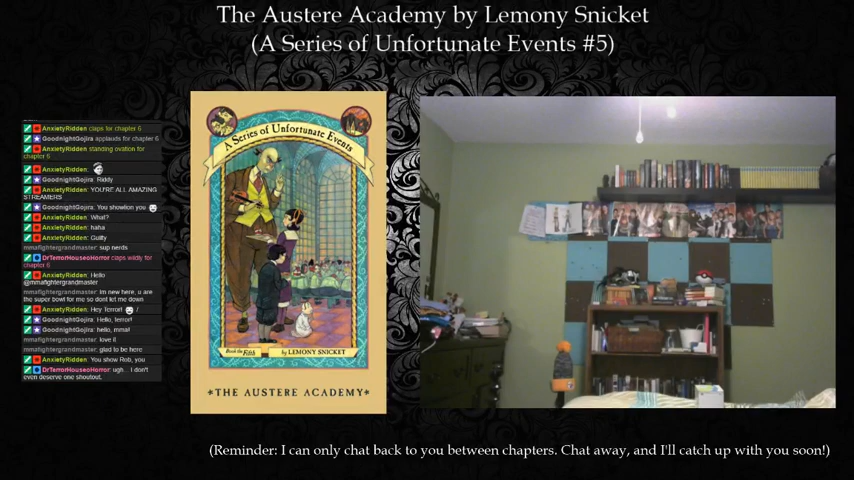 The Austere Academy by Lemony Snicket
(A Series of Unfortunate Events #5)
AnxietyRidden claps for chapter 6
GoodnightGojira applauds for chapter 6
AnxietyRidden standing ovation for
chapter 6
AnxietyRidden:
GoodnightGojira: Riddy
AnxietyRidden: YOU'RE ALL AMAZING
STREAMERS
GoodnightGojira: You showlion you
AnxietyRidden: What?
AnxietyRidden: haha
AnxietyRidden: Guilty
mmafightergrandmaster: sup nerds
DrTerrorHouseoHorror claps wildly for
chapter 6
AnxietyRidden: Hello
@mmafightergrandmaster
mmafightergrandmaster: Im new here, u are
the super bowl for me so dont let me down
AnxietyRidden: Hey Terror! /
GoodnightGojira: Hello, terror!
GoodnightGojira: hello, mma!
mmafightergrandmaster: love it
mmafightergrandmaster: glad to be here
AnxietyRidden: You show Rob, you
DrTerrorHouseoHorror: ugh... I don't
even deserve one shoutout.
A Series of Unfortunate Events
Book the Fifth by LEMONY SNICKET
*THE AUSTERE ACADEMY*
(Reminder: I can only chat back to you between chapters. Chat away, and I'll catch up with you soon!)